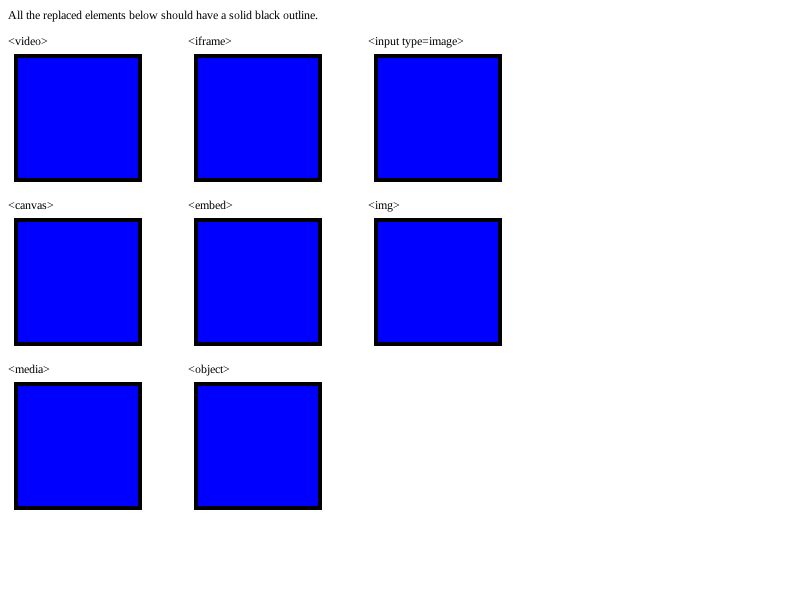 All the replaced elements below should have a solid black outline.
<video> <iframe> <input type=image>
<canvas> <embed> <img>
<media> <object>